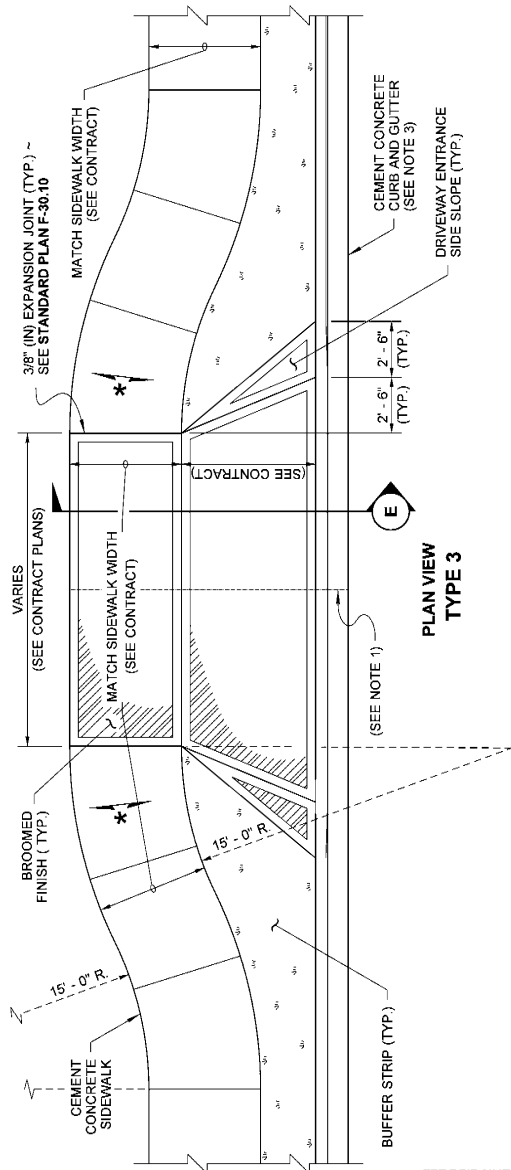 VARIES
(SEE CONTRACT PLANS)
3/8" (IN) EXPANSION JOINT (TYP.) ~
SEE STANDARD PLAN F-30.10
MATCH SIDEWALK WIDTH
(SEE CONTRACT)
BROOMED
FINISH ( TYP.)
15' - 0" R.
CEMENT
CONCRETE
SIDEWALK
*
MATCH SIDEWALK WIDTH
(SEE CONTRACT)
*
15' - 0" R.
(SEE CONTRACT)
BUFFER STRIP (TYP.)
(SEE NOTE 1)
E
2' - 6"
(TYP.)
2' - 6"
(TYP.)
DRIVEWAY ENTRANCE
SIDE SLOPE (TYP.)
CEMENT CONCRETE
CURB AND GUTTER
(SEE NOTE 3)
PLAN VIEW
TYPE 3